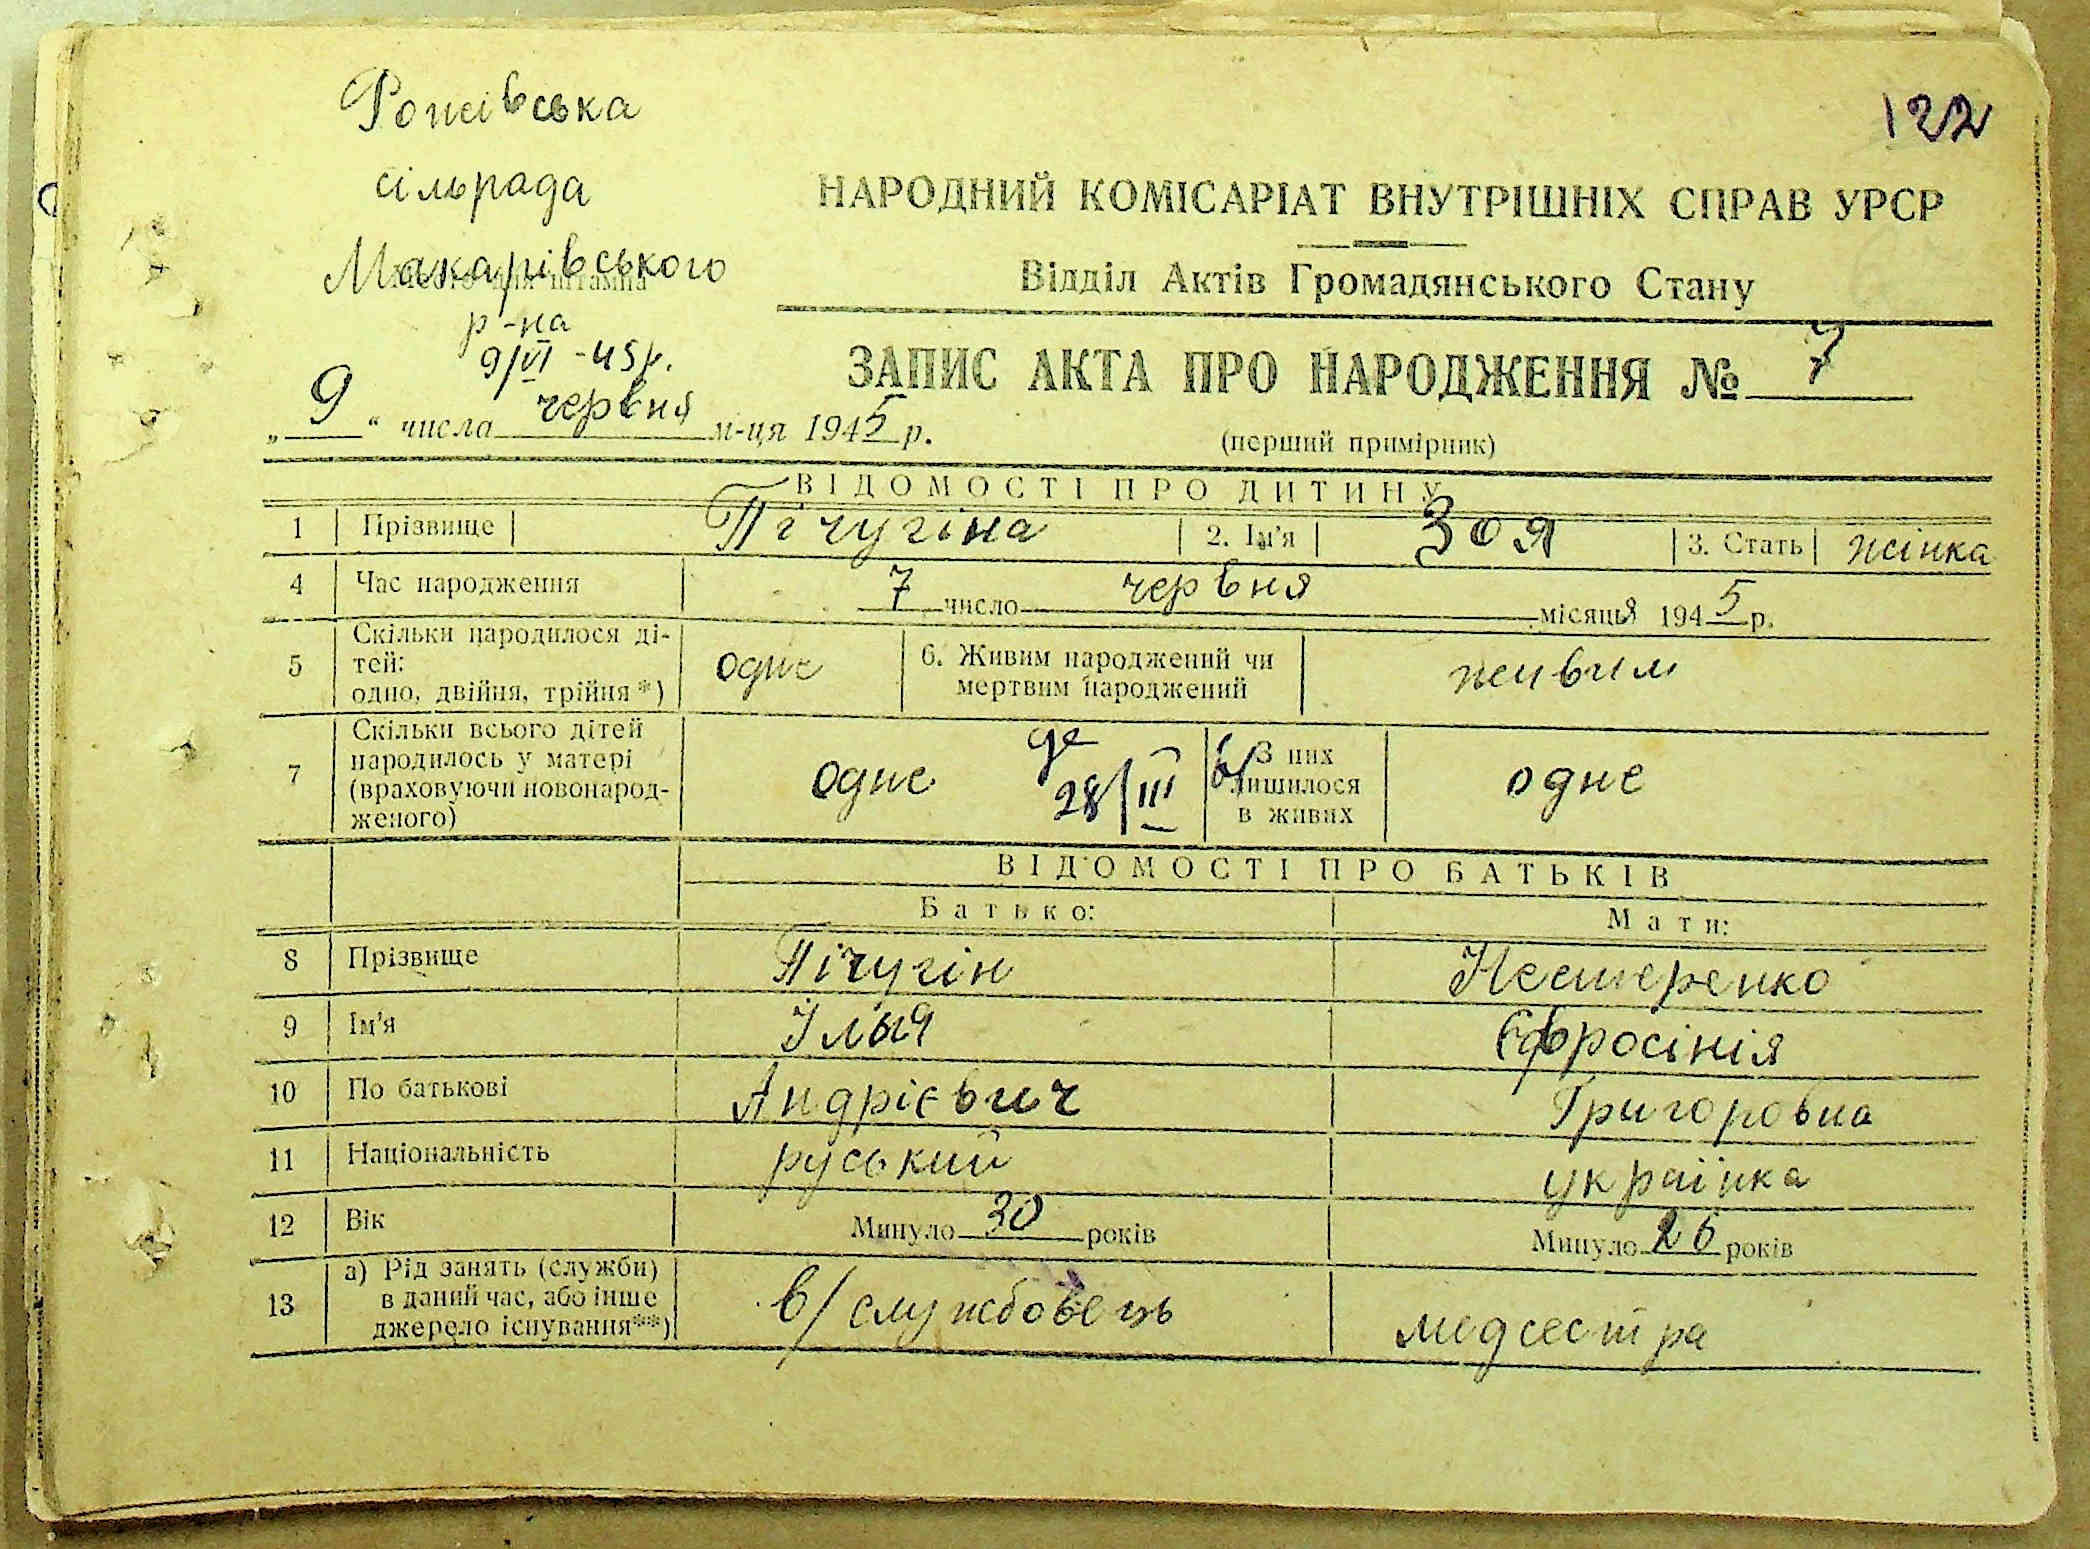 Рожівська
122
сільрада
НАРОДНИЙ КОМІСАРІАТ ВНУТРІШНІХ СПРАВ УРСР
Макарівського
Відділ Актів Громадянського Стану
р-на
9/VI -45р.
ЗАПИС АКТА ПРО НАРОДЖЕННЯ № 7
„9“ числа червня м-ця 1945 р.
(перший примірник)
ВІДОМОСТІ ПРО ДИТИНУ
1 Прізвище Пічугіна 2. Ім'я Зоя 3. Стать жінка
4 Час народження 7 число червня місяця 1945 р.
5 Скільки народилося ді-
тей:
одно, двійня, трійня*) одне 6. Живим народжений чи
мертвим народжений живим
7 Скільки всього дітей
народилось у матері
(враховуючи новонарод-
женого) одне 28/III З них
лишилося
в живих одне
ВІДОМОСТІ ПРО БАТЬКІВ
Батько: Мати:
8 Прізвище Пічугін Нестеренко
9 Ім'я Ілья Єфросінія
10 По батькові Андрієвич Григоровна
11 Національність руський українка
12 Вік Минуло 30 років Минуло 26 років
13 а) Рід занять (служби)
в даний час, або інше
джерело існування**) в/службовець медсестра